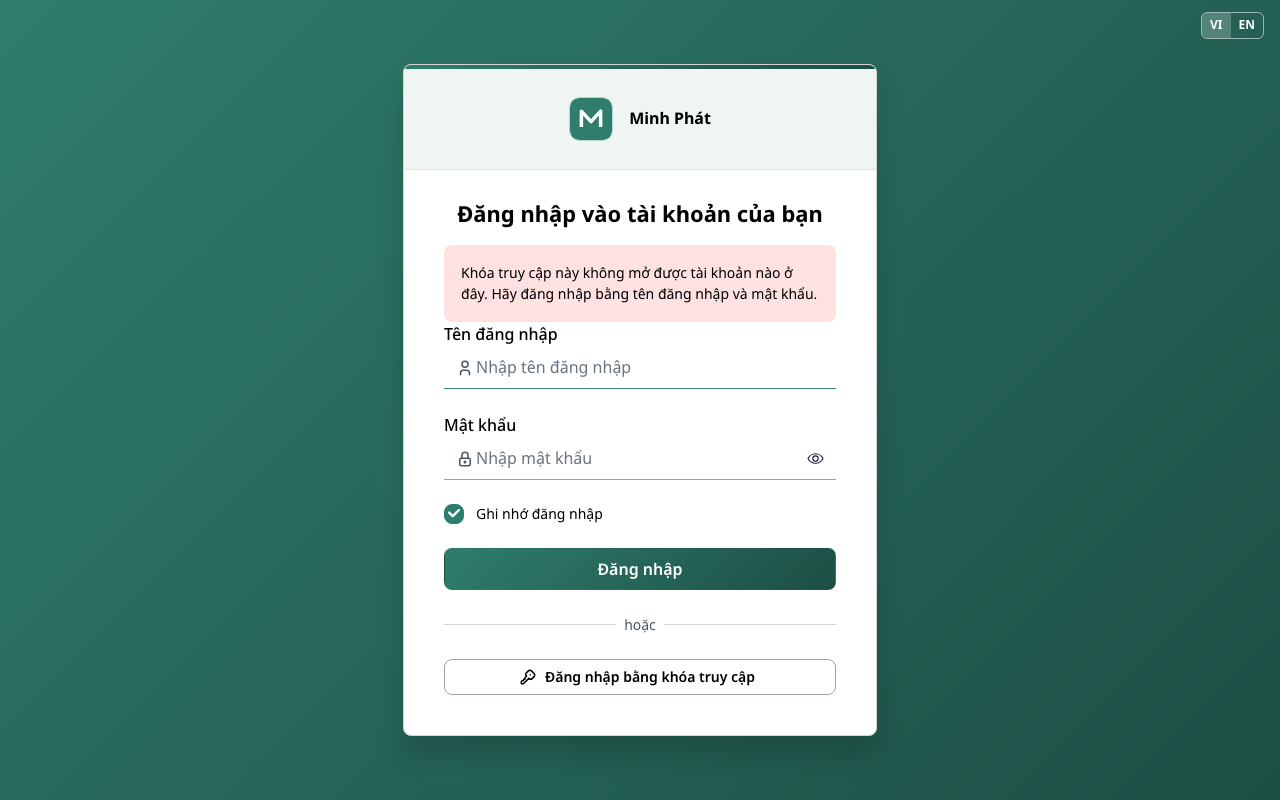 VI EN
Minh Phát
Đăng nhập vào tài khoản của bạn
Khóa truy cập này không mở được tài khoản nào ở
đây. Hãy đăng nhập bằng tên đăng nhập và mật khẩu.
Tên đăng nhập
Nhập tên đăng nhập
Mật khẩu
Nhập mật khẩu
Ghi nhớ đăng nhập
Đăng nhập
hoặc
Đăng nhập bằng khóa truy cập